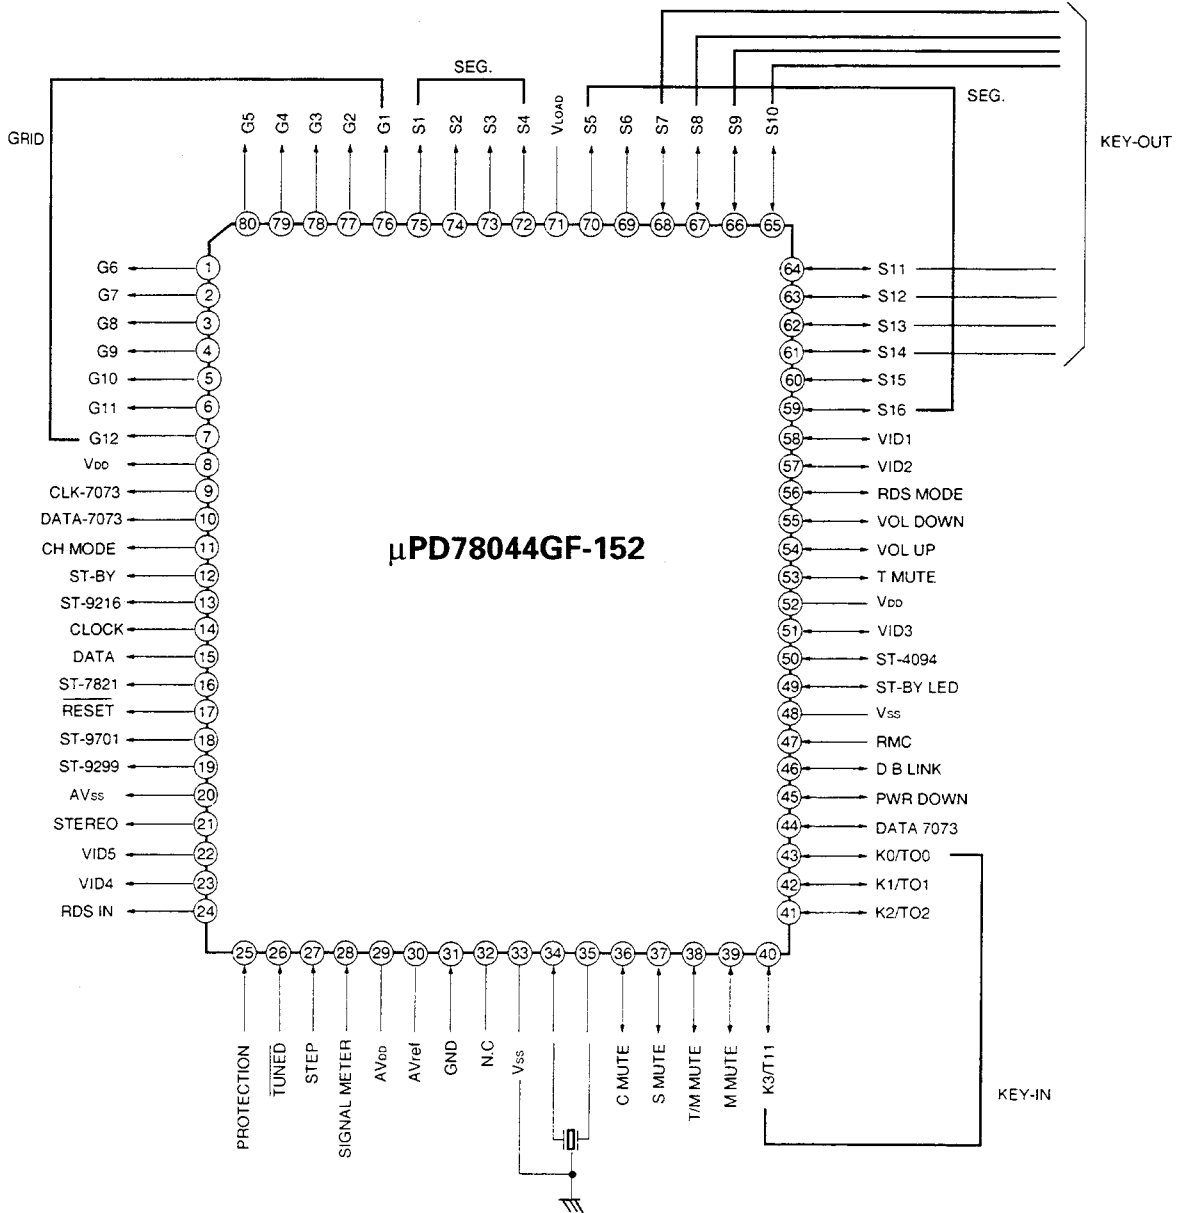 SEG.
SEG.
GRID
KEY-OUT
G5 G4 G3 G2 G1 S1 S2 S3 S4 VLOAD S5 S6 S7 S8 S9 S10
80 79 78 77 76 75 74 73 72 71 70 69 68 67 66 65
G6 1 64 S11
G7 2 63 S12
G8 3 62 S13
G9 4 61 S14
G10 5 60 S15
G11 6 59 S16
G12 7 58 VID1
VDD 8 57 VID2
CLK-7073 9 56 RDS MODE
DATA-7073 10 55 VOL DOWN
CH MODE 11 54 VOL UP
μPD78044GF-152
ST-BY 12 53 T MUTE
ST-9216 13 52 VDD
CLOCK 14 51 VID3
DATA 15 50 ST-4094
ST-7821 16 49 ST-BY LED
RESET 17 48 Vss
ST-9701 18 47 RMC
ST-9299 19 46 D B LINK
AVss 20 45 PWR DOWN
STEREO 21 44 DATA 7073
VID5 22 43 K0/TO0
VID4 23 42 K1/TO1
RDS IN 24 41 K2/TO2
25 26 27 28 29 30 31 32 33 34 35 36 37 38 39 40
PROTECTION TUNED STEP SIGNAL METER AVDD AVref GND N.C Vss C MUTE S MUTE T/M MUTE M MUTE K3/T11
KEY-IN